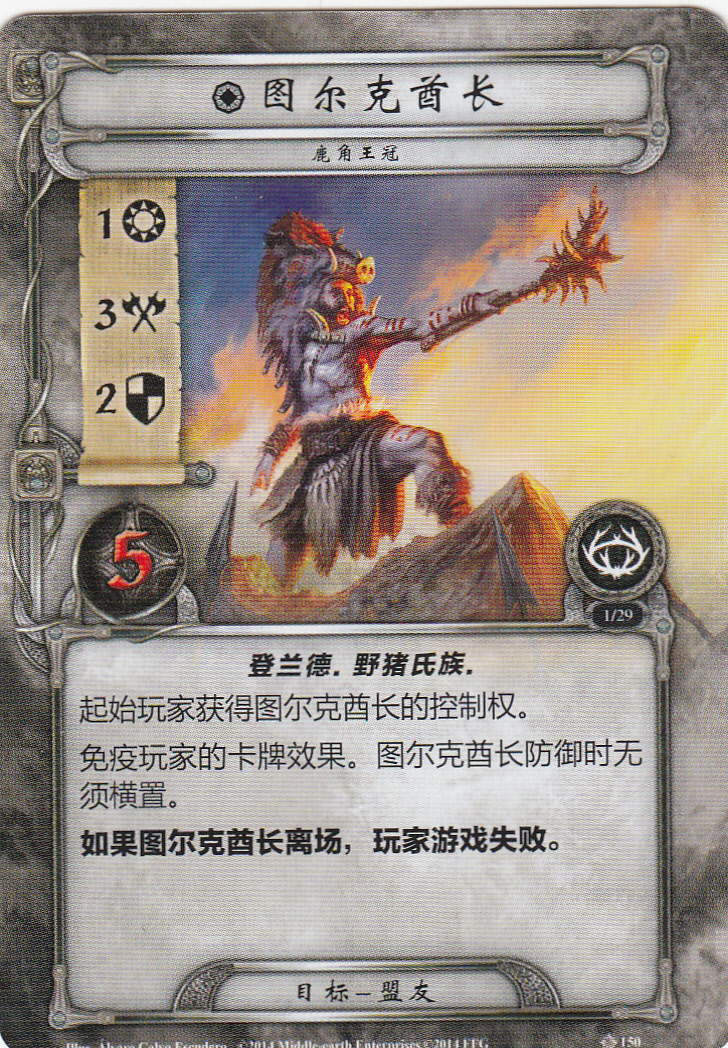 图尔克酋长
鹿角王冠
1
3
2
5
1/29
登兰德. 野猪氏族.
起始玩家获得图尔克酋长的控制权。
免疫玩家的卡牌效果。图尔克酋长防御时无
须横置。
如果图尔克酋长离场，玩家游戏失败。
目标–盟友
Illus. Álvaro Calvo Escudero ©2014 Middle-earth Enterprises ©2014 FFG
150